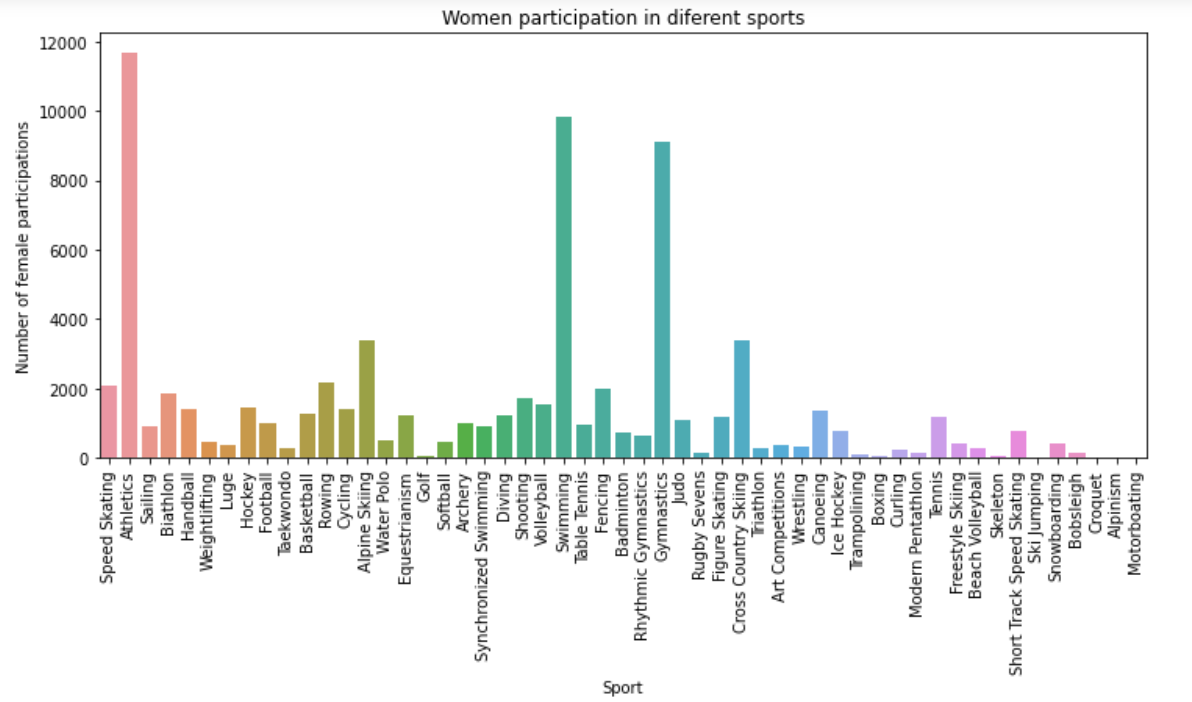 Women participation in diferent sports
12000
10000
8000
6000
4000
2000
0
Number of female participations
Speed Skating
Athletics
Sailing
Biathlon
Handball
Weightlifting
Luge
Hockey
Football
Taekwondo
Basketball
Rowing
Cycling
Alpine Skiing
Water Polo
Equestrianism
Golf
Softball
Archery
Synchronized Swimming
Diving
Shooting
Volleyball
Swimming
Table Tennis
Fencing
Badminton
Rhythmic Gymnastics
Gymnastics
Judo
Rugby Sevens
Figure Skating
Cross Country Skiing
Triathlon
Art Competitions
Wrestling
Canoeing
Ice Hockey
Trampolining
Boxing
Curling
Modern Pentathlon
Tennis
Freestyle Skiing
Beach Volleyball
Skeleton
Short Track Speed Skating
Ski Jumping
Snowboarding
Bobsleigh
Croquet
Alpinism
Motorboating
Sport